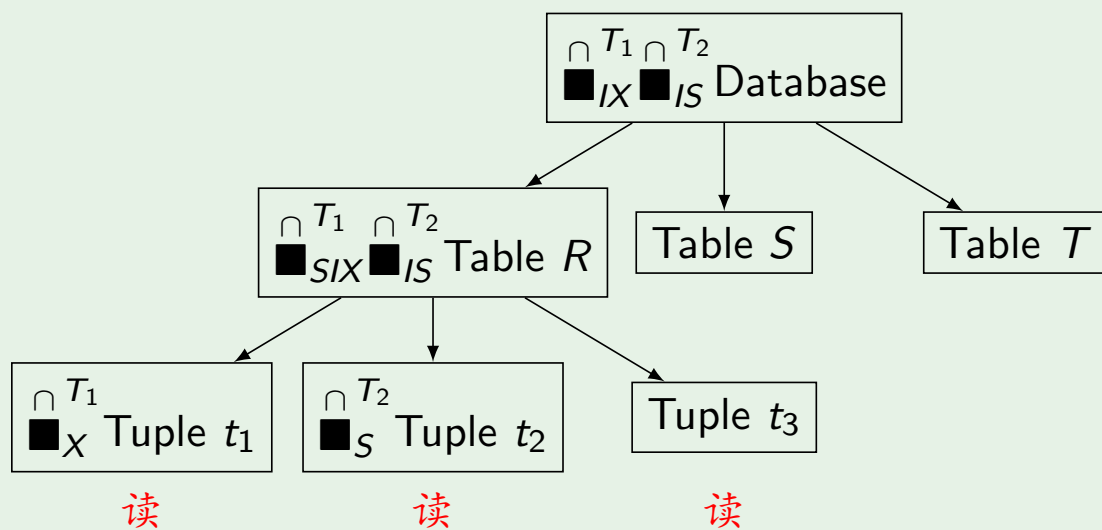 T₁ IX T₂ IS Database
T₁ SIX T₂ IS Table R
Table S
Table T
T₁ X Tuple t₁
T₂ S Tuple t₂
Tuple t₃
读 读 读